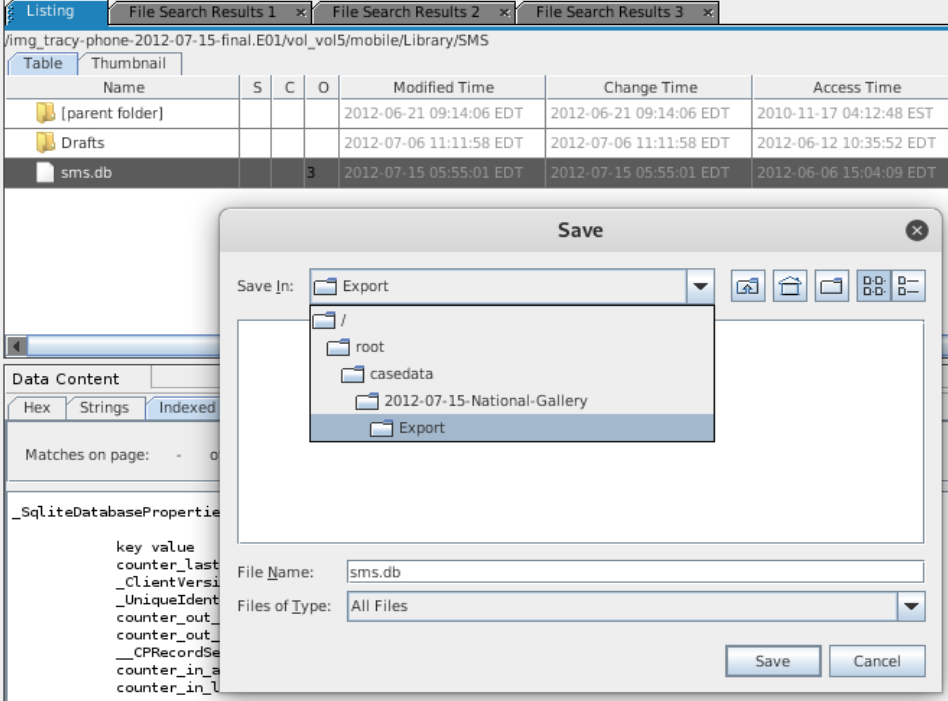 Listing File Search Results 1 × File Search Results 2 × File Search Results 3 ×
/img_tracy-phone-2012-07-15-final.E01/vol_vol5/mobile/Library/SMS
Table Thumbnail
Name S C O Modified Time Change Time Access Time
[parent folder] 2012-06-21 09:14:06 EDT 2012-06-21 09:14:06 EDT 2010-11-17 04:12:48 EST
Drafts 2012-07-06 11:11:58 EDT 2012-07-06 11:11:58 EDT 2012-06-12 10:35:52 EDT
sms.db 3 2012-07-15 05:55:01 EDT 2012-07-15 05:55:01 EDT 2012-06-06 15:04:09 EDT
Save
Save In: Export
/
root
casedata
2012-07-15-National-Gallery
Export
Data Content
Hex Strings Indexed
Matches on page: - o
_SqliteDatabasePropertie
key value
counter_last
_ClientVersi
_UniqueIdent
counter_out_
counter_out_
__CPRecordSe
counter_in_a
counter_in_l
File Name: sms.db
Files of Type: All Files
Save Cancel